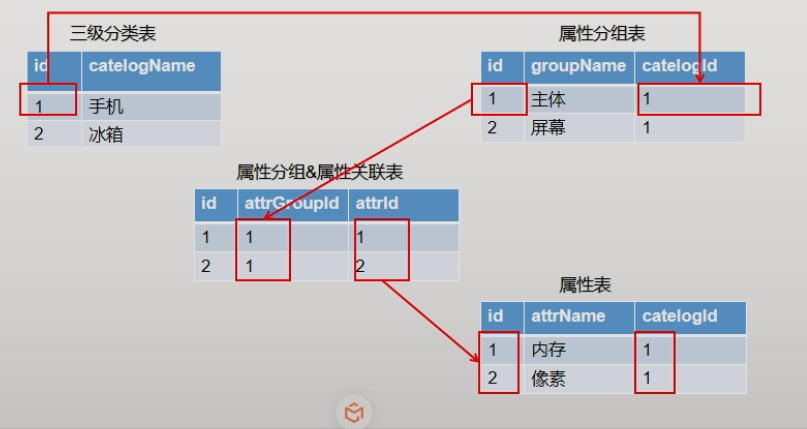 三级分类表
id catelogName
1 手机
2 冰箱
属性分组表
id groupName catelogId
1 主体 1
2 屏幕 1
属性分组&属性关联表
id attrGroupId attrId
1 1 1
2 1 2
属性表
id attrName catelogId
1 内存 1
2 像素 1